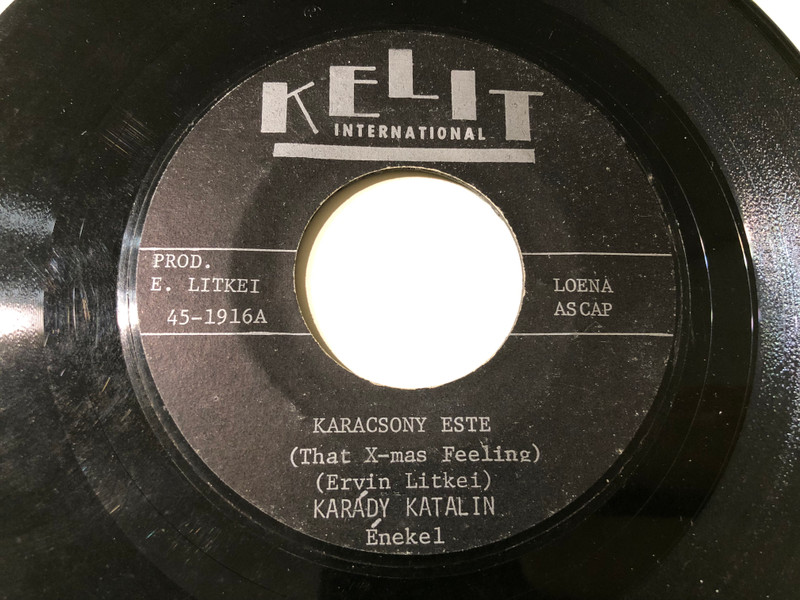 KELIT
INTERNATIONAL
PROD.
E. LITKEI
45-1916A
LOENA
ASCAP
KARACSONY ESTE
(That X-mas Feeling)
(Ervin Litkei)
KARÁDY KATALIN
Énekel